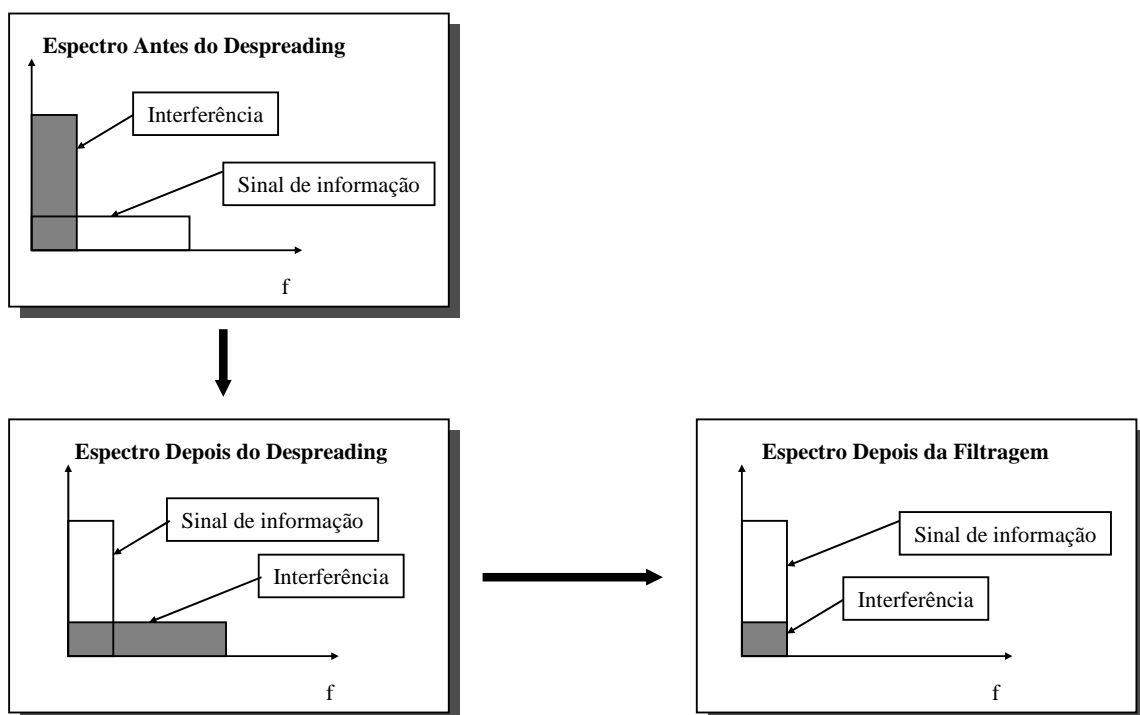 Espectro Antes do Despreading
Interferência
Sinal de informação
f
Espectro Depois do Despreading
Sinal de informação
Interferência
f
Espectro Depois da Filtragem
Sinal de informação
Interferência
f